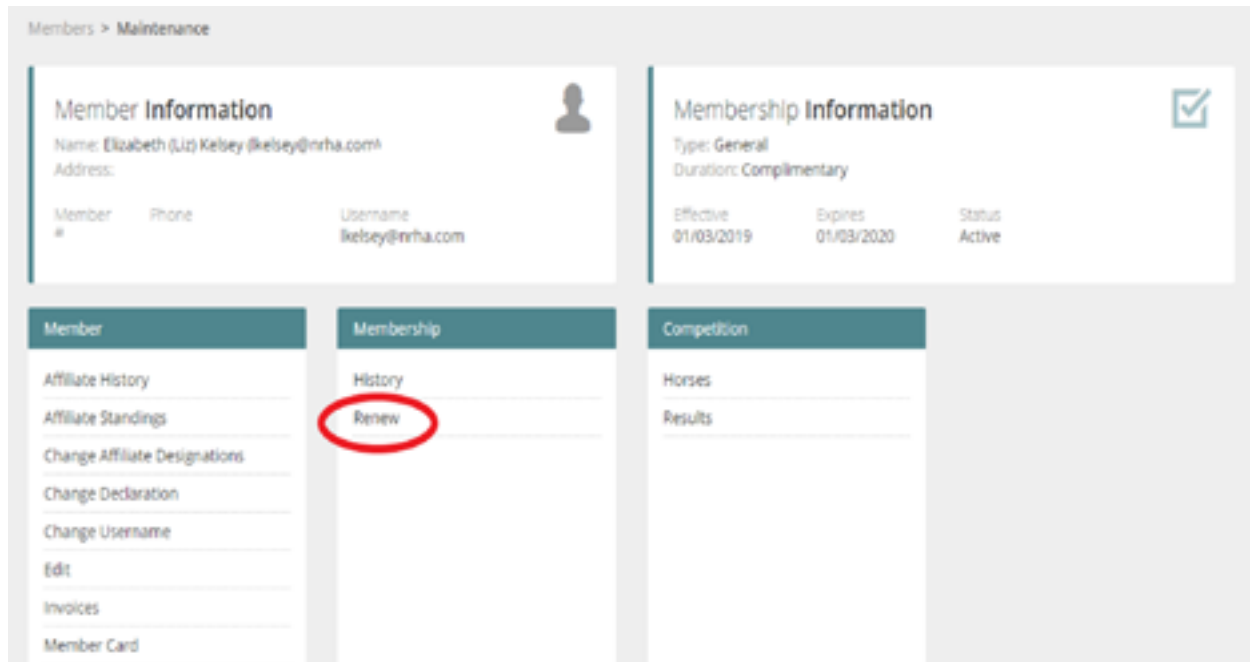 Members > Maintenance
Member Information
Name: Elizabeth (Liz) Kelsey (lkelsey@nrha.com)
Address:
Member Phone Username
# lkelsey@nrha.com
Membership Information
Type: General
Duration: Complimentary
Effective Expires Status
01/03/2019 01/03/2020 Active
Member
Affiliate History
Affiliate Standings
Change Affiliate Designations
Change Declaration
Change Username
Edit
Invoices
Member Card
Membership
History
Renew
Competition
Horses
Results